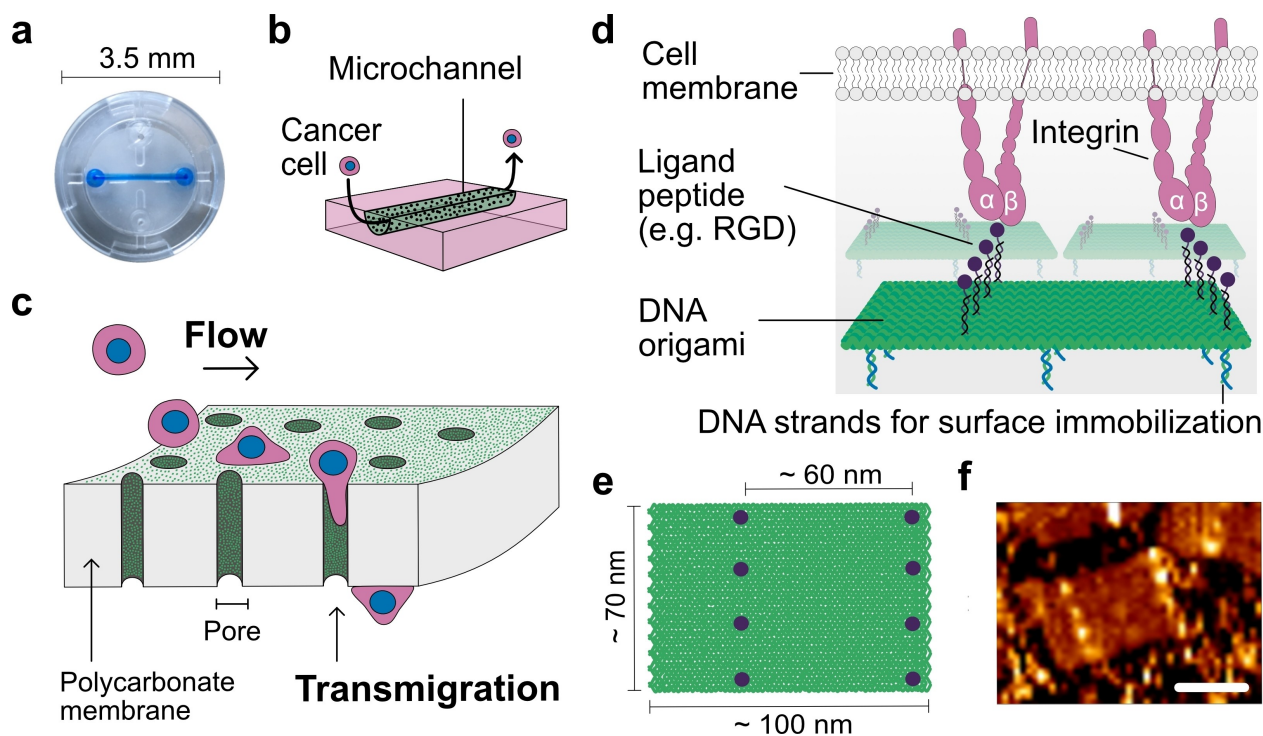 a
3.5 mm
b
Microchannel
Cancer
cell
c
Flow
Pore
Polycarbonate
membrane
Transmigration
d
Cell
membrane
Integrin
Ligand
peptide
(e.g. RGD)
α β
α β
DNA
origami
DNA strands for surface immobilization
e
~ 60 nm
~ 70 nm
~ 100 nm
f